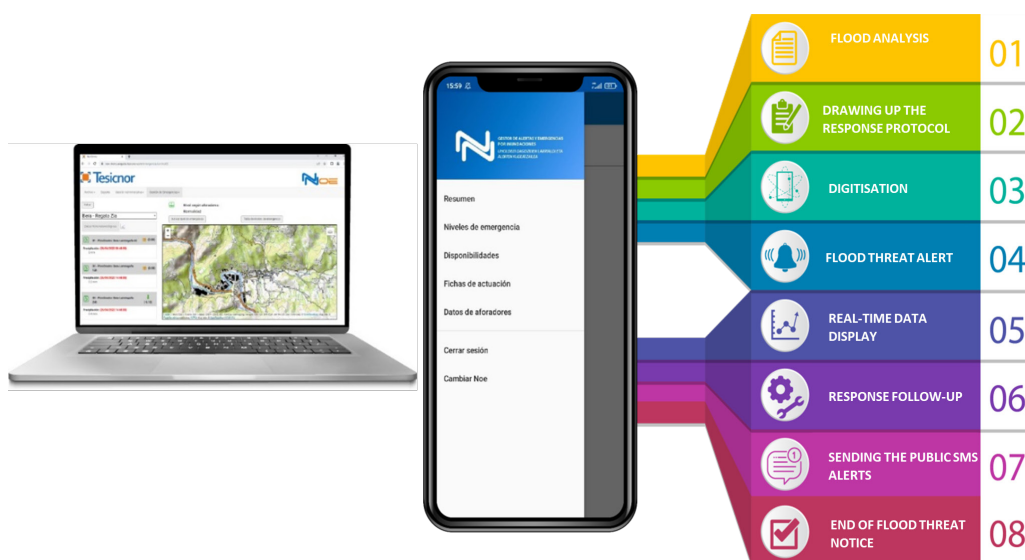 Tesicnor
NOE
15:59
GESTIÓN DE ALERTAS Y EMERGENCIAS
POR INUNDACIONES
Resumen
Niveles de emergencia
Disponibilidades
Fichas de actuación
Datos de aforadores
Cerrar sesión
Cambiar Noe
FLOOD ANALYSIS
01
DRAWING UP THE
RESPONSE PROTOCOL
02
DIGITISATION
03
FLOOD THREAT ALERT
04
REAL-TIME DATA
DISPLAY
05
RESPONSE FOLLOW-UP
06
1
SENDING THE PUBLIC SMS
ALERTS
07
END OF FLOOD THREAT
NOTICE
08